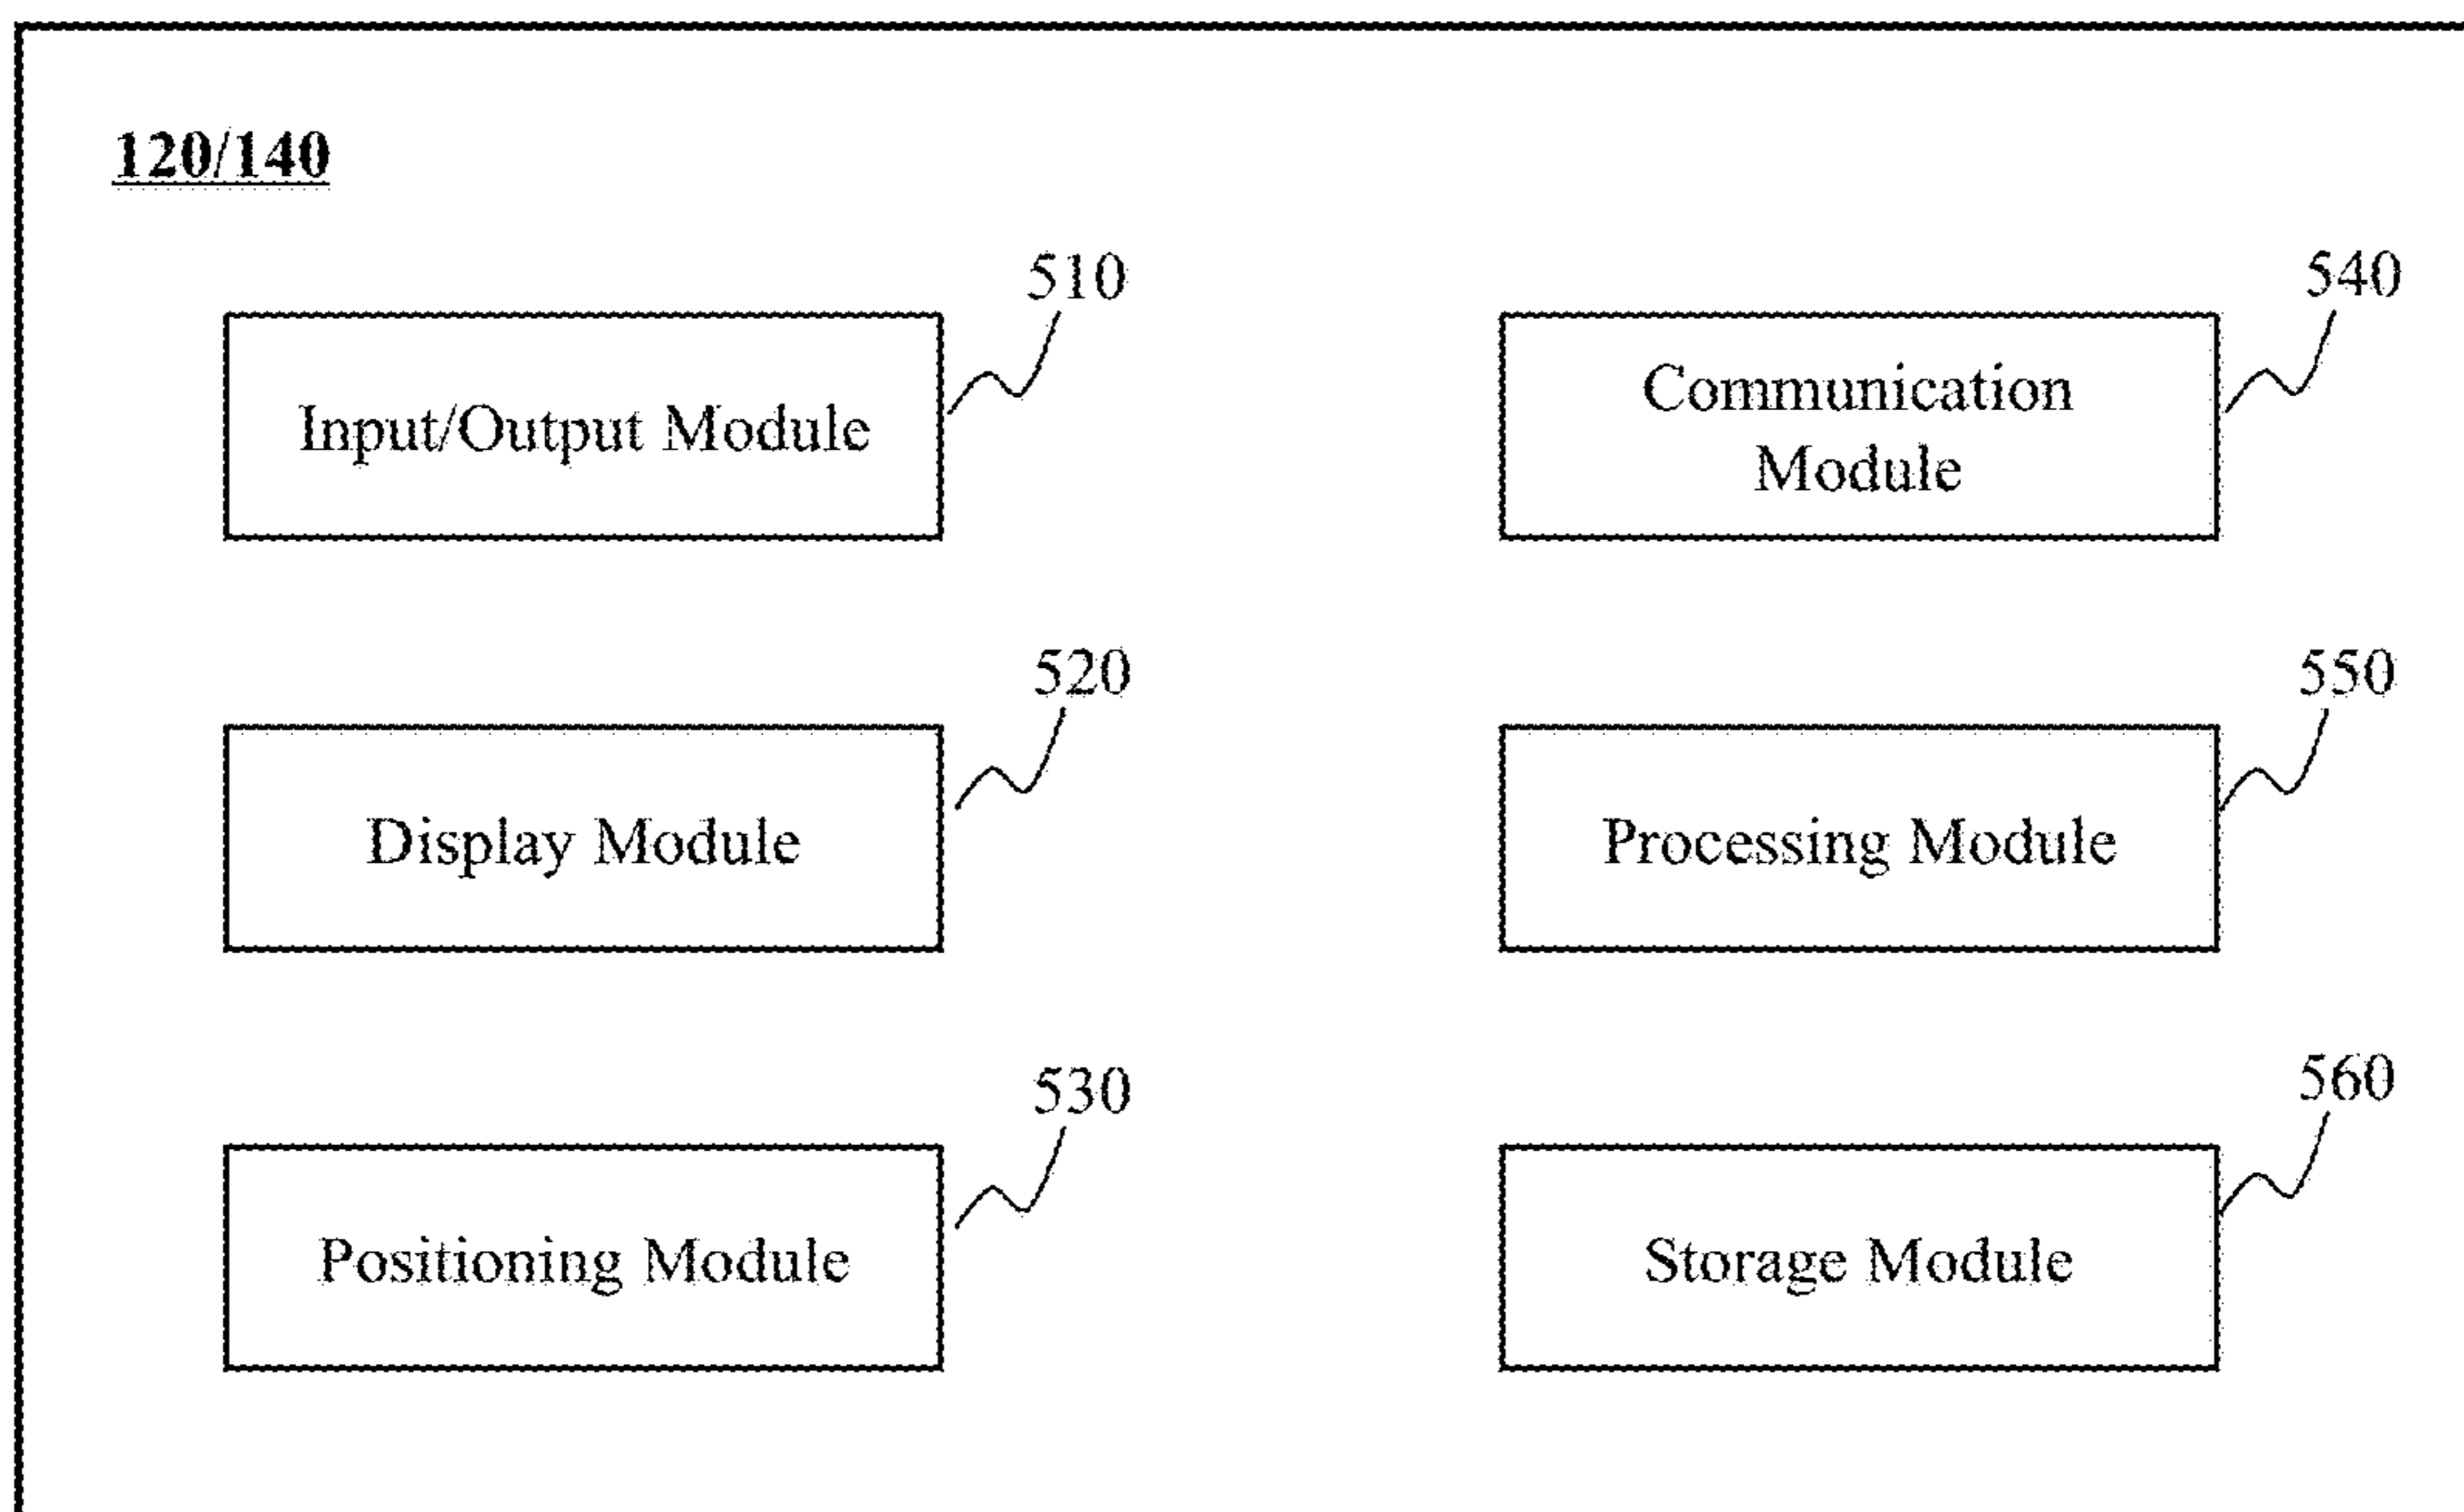 120/140
510
Input/Output Module
540
Communication
Module
520
Display Module
550
Processing Module
530
Positioning Module
560
Storage Module